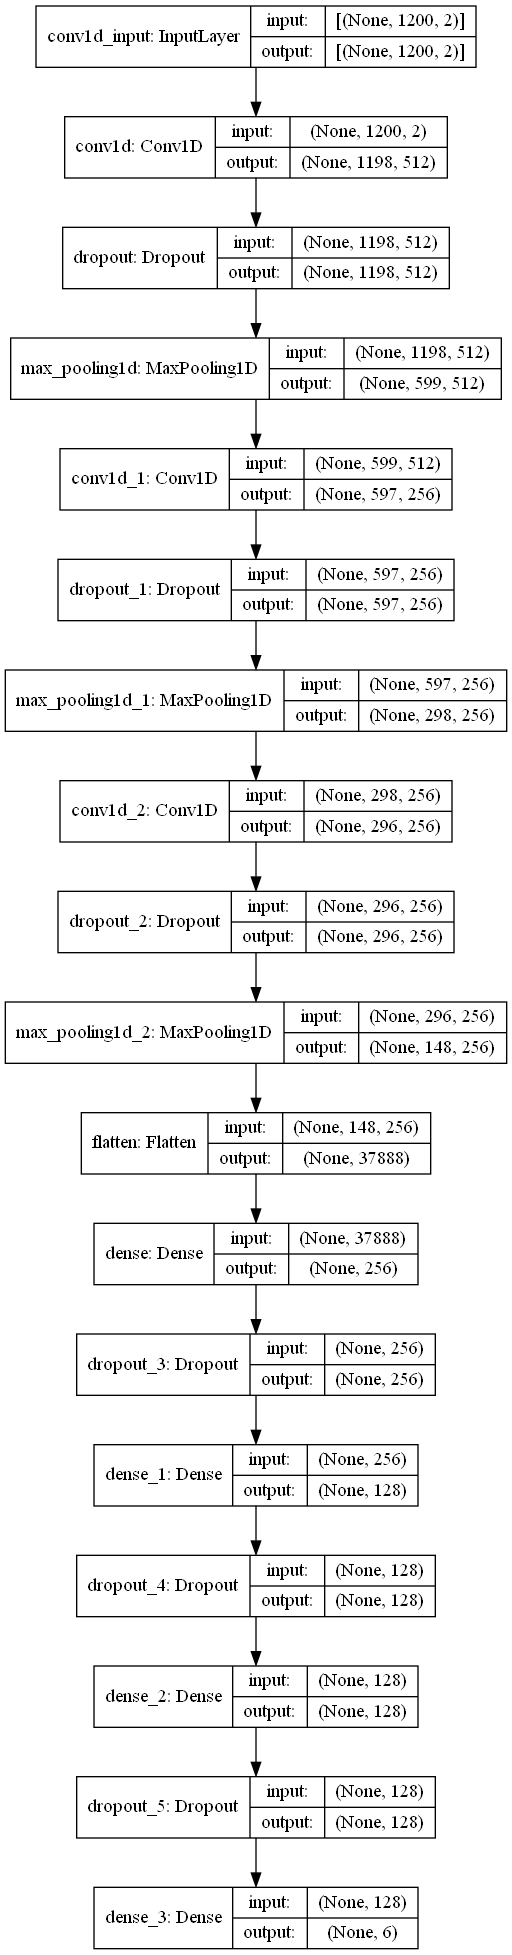 conv1d_input: InputLayer
input:
[(None, 1200, 2)]
output:
[(None, 1200, 2)]
conv1d: Conv1D
input:
(None, 1200, 2)
output:
(None, 1198, 512)
dropout: Dropout
input:
(None, 1198, 512)
output:
(None, 1198, 512)
max_pooling1d: MaxPooling1D
input:
(None, 1198, 512)
output:
(None, 599, 512)
conv1d_1: Conv1D
input:
(None, 599, 512)
output:
(None, 597, 256)
dropout_1: Dropout
input:
(None, 597, 256)
output:
(None, 597, 256)
max_pooling1d_1: MaxPooling1D
input:
(None, 597, 256)
output:
(None, 298, 256)
conv1d_2: Conv1D
input:
(None, 298, 256)
output:
(None, 296, 256)
dropout_2: Dropout
input:
(None, 296, 256)
output:
(None, 296, 256)
max_pooling1d_2: MaxPooling1D
input:
(None, 296, 256)
output:
(None, 148, 256)
flatten: Flatten
input:
(None, 148, 256)
output:
(None, 37888)
dense: Dense
input:
(None, 37888)
output:
(None, 256)
dropout_3: Dropout
input:
(None, 256)
output:
(None, 256)
dense_1: Dense
input:
(None, 256)
output:
(None, 128)
dropout_4: Dropout
input:
(None, 128)
output:
(None, 128)
dense_2: Dense
input:
(None, 128)
output:
(None, 128)
dropout_5: Dropout
input:
(None, 128)
output:
(None, 128)
dense_3: Dense
input:
(None, 128)
output:
(None, 6)